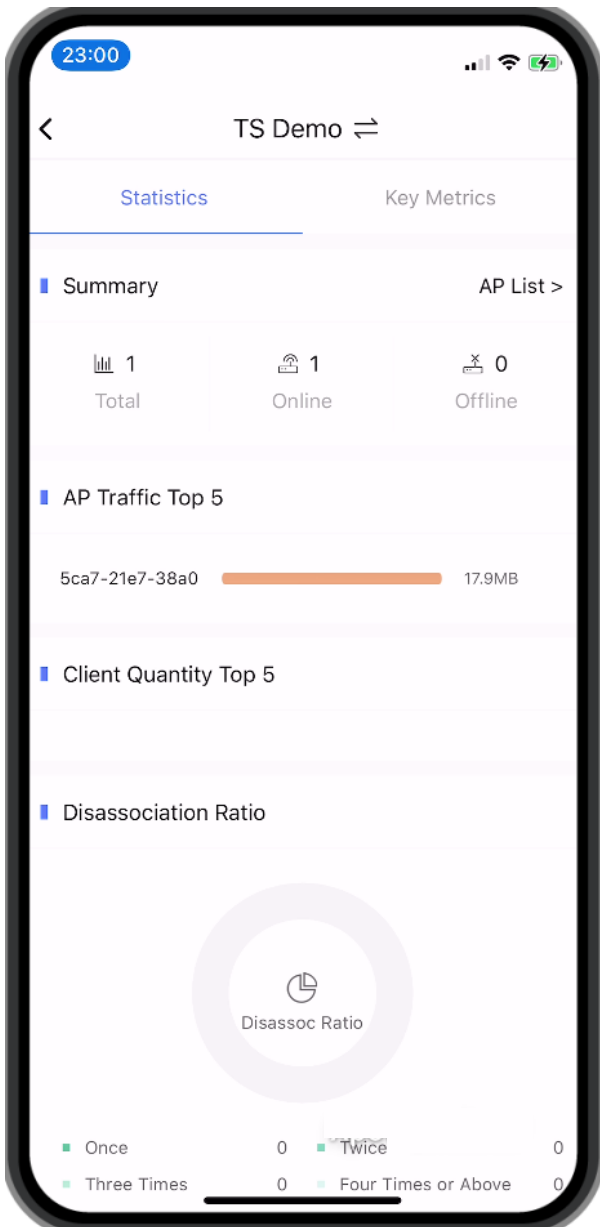 23:00
TS Demo
Statistics Key Metrics
Summary AP List >
1 1 0
Total Online Offline
AP Traffic Top 5
5ca7-21e7-38a0 17.9MB
Client Quantity Top 5
Disassociation Ratio
Disassoc Ratio
Once 0 Twice 0
Three Times 0 Four Times or Above 0